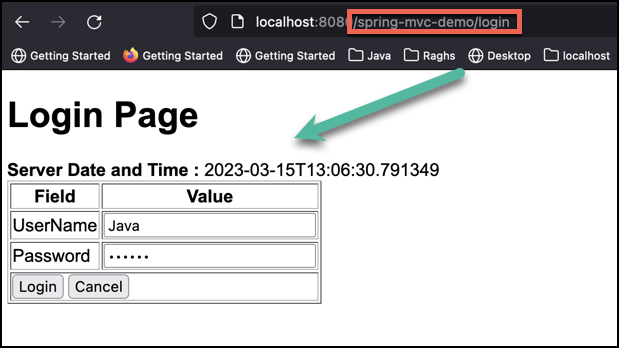 localhost:8080/spring-mvc-demo/login
Getting Started Getting Started Getting Started Java Raghs Desktop localhost
Login Page
Server Date and Time : 2023-03-15T13:06:30.791349
Field Value
UserName Java
Password ••••••
Login Cancel